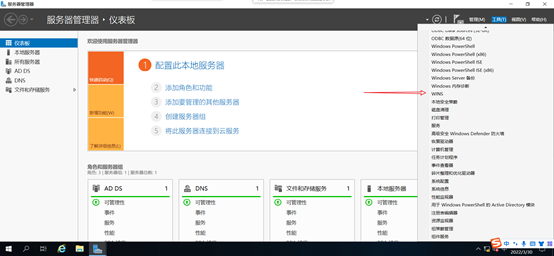 服务器管理器
服务器管理器 · 仪表板
管理(M)
工具(T)
视图(V)
帮助(H)
仪表板
本地服务器
所有服务器
AD DS
DNS
文件和存储服务
欢迎使用服务器管理器
快速启动(Q)
新增功能(W)
了解详细信息(L)
1 配置此本地服务器
2 添加角色和功能
3 添加要管理的其他服务器
4 创建服务器组
5 将此服务器连接到云服务
角色和服务器组
角色: 3 | 服务器组: 1 | 服务器总数: 1
AD DS 1
可管理性
事件
服务
性能
DNS 1
可管理性
事件
服务
性能
文件和存储服务 1
可管理性
事件
服务
性能
本地服务器 1
可管理性
事件
服务
性能
ODBC Data Sources (32-bit)
ODBC 数据源(64 位)
Windows PowerShell
Windows PowerShell (x86)
Windows PowerShell ISE
Windows PowerShell ISE (x86)
Windows Server 备份
Windows 内存诊断
WINS
本地安全策略
磁盘清理
打印管理
服务
高级安全 Windows Defender 防火墙
恢复驱动器
计算机管理
任务计划程序
事件查看器
碎片整理和优化驱动器
系统配置
系统信息
性能监视器
用于 Windows PowerShell 的 Active Directory 模块
注册表编辑器
资源监视器
组策略管理
组件服务
中
2022/3/30